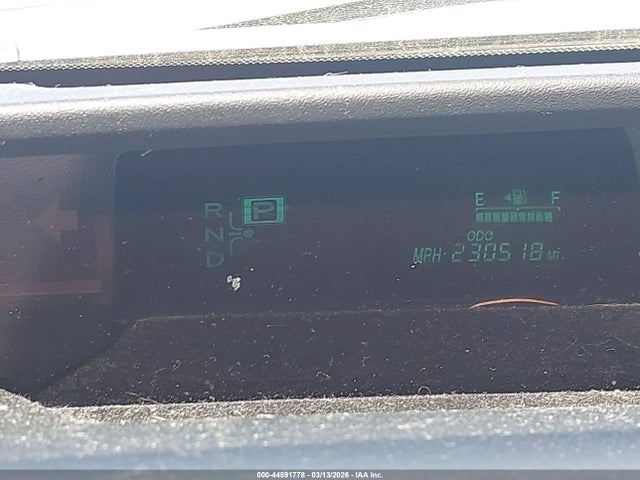 E F
R P
N
D
ODO
MPH 230518 MI
000-44591778 - 03/13/2026 - IAA Inc.